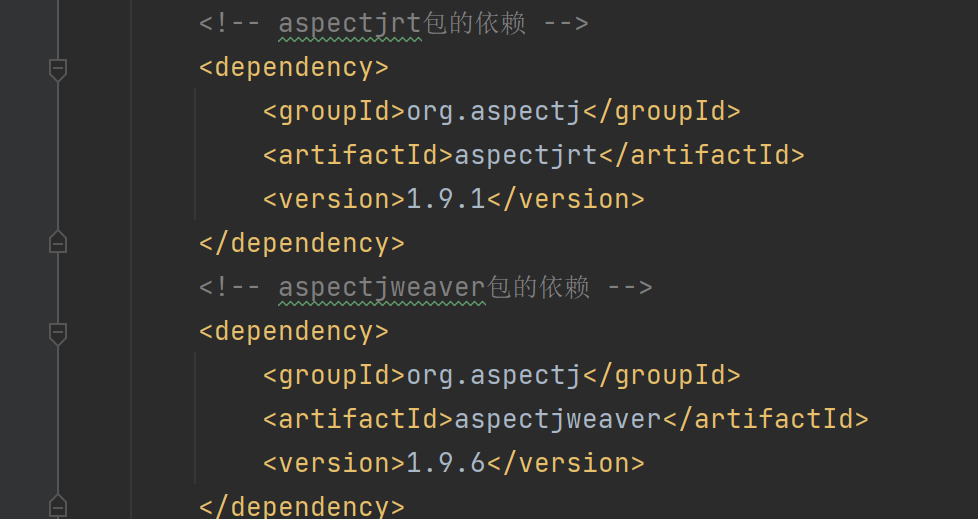 <!-- aspectjrt包的依赖 -->
<dependency>
<groupId>org.aspectj</groupId>
<artifactId>aspectjrt</artifactId>
<version>1.9.1</version>
</dependency>
<!-- aspectjweaver包的依赖 -->
<dependency>
<groupId>org.aspectj</groupId>
<artifactId>aspectjweaver</artifactId>
<version>1.9.6</version>
</dependency>